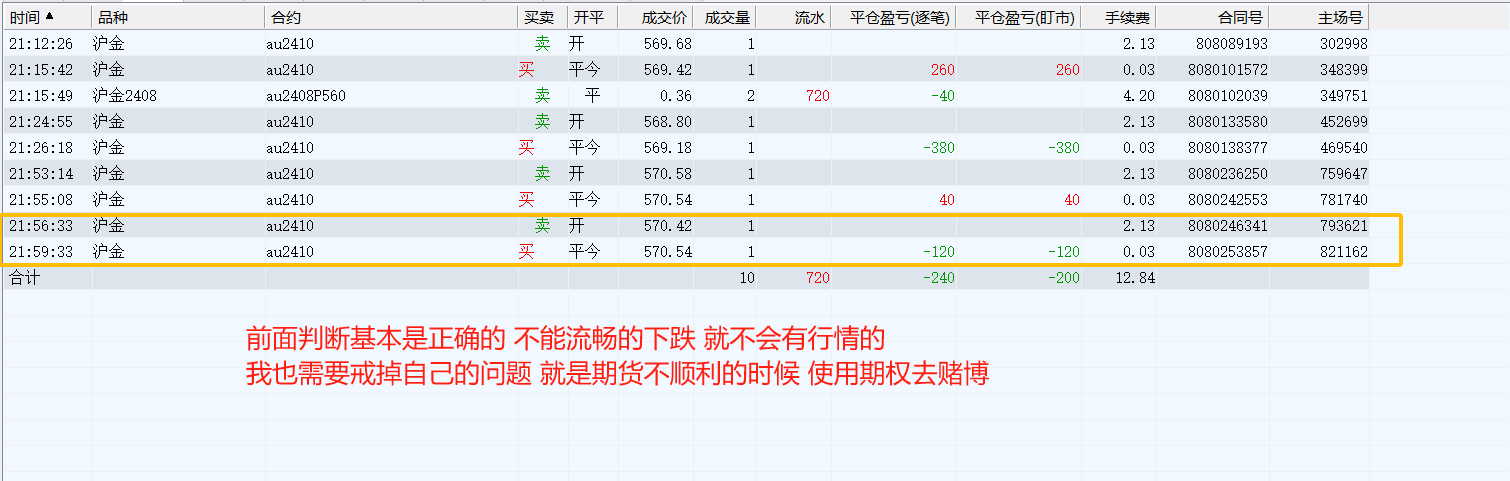 时间▲ 品种 合约 买卖 开平 成交价 成交量 流水 平仓盈亏(逐笔) 平仓盈亏(盯市) 手续费 合同号 主场号
21:12:26 沪金 au2410 卖 开 569.68 1 2.13 808089193 302998
21:15:42 沪金 au2410 买 平今 569.42 1 260 260 0.03 8080101572 348399
21:15:49 沪金2408 au2408P560 卖 平 0.36 2 720 -40 4.20 8080102039 349751
21:24:55 沪金 au2410 卖 开 568.80 1 2.13 8080133580 452699
21:26:18 沪金 au2410 买 平今 569.18 1 -380 -380 0.03 8080138377 469540
21:53:14 沪金 au2410 卖 开 570.58 1 2.13 8080236250 759647
21:55:08 沪金 au2410 买 平今 570.54 1 40 40 0.03 8080242553 781740
21:56:33 沪金 au2410 卖 开 570.42 1 2.13 8080246341 793621
21:59:33 沪金 au2410 买 平今 570.54 1 -120 -120 0.03 8080253857 821162
合计 10 720 -240 -200 12.84
前面判断基本是正确的 不能流畅的下跌 就不会有行情的
我也需要戒掉自己的问题 就是期货不顺利的时候 使用期权去赌博